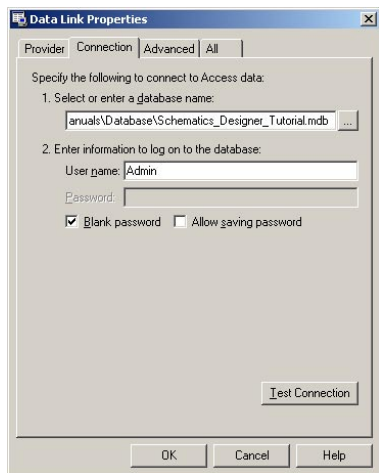 Data Link Properties
Provider Connection Advanced All
Specify the following to connect to Access data:
1. Select or enter a database name:
anuals\Database\Schematics_Designer_Tutorial.mdb ...
2. Enter information to log on to the database:
User name: Admin
Password:
Blank password Allow saving password
Test Connection
OK Cancel Help